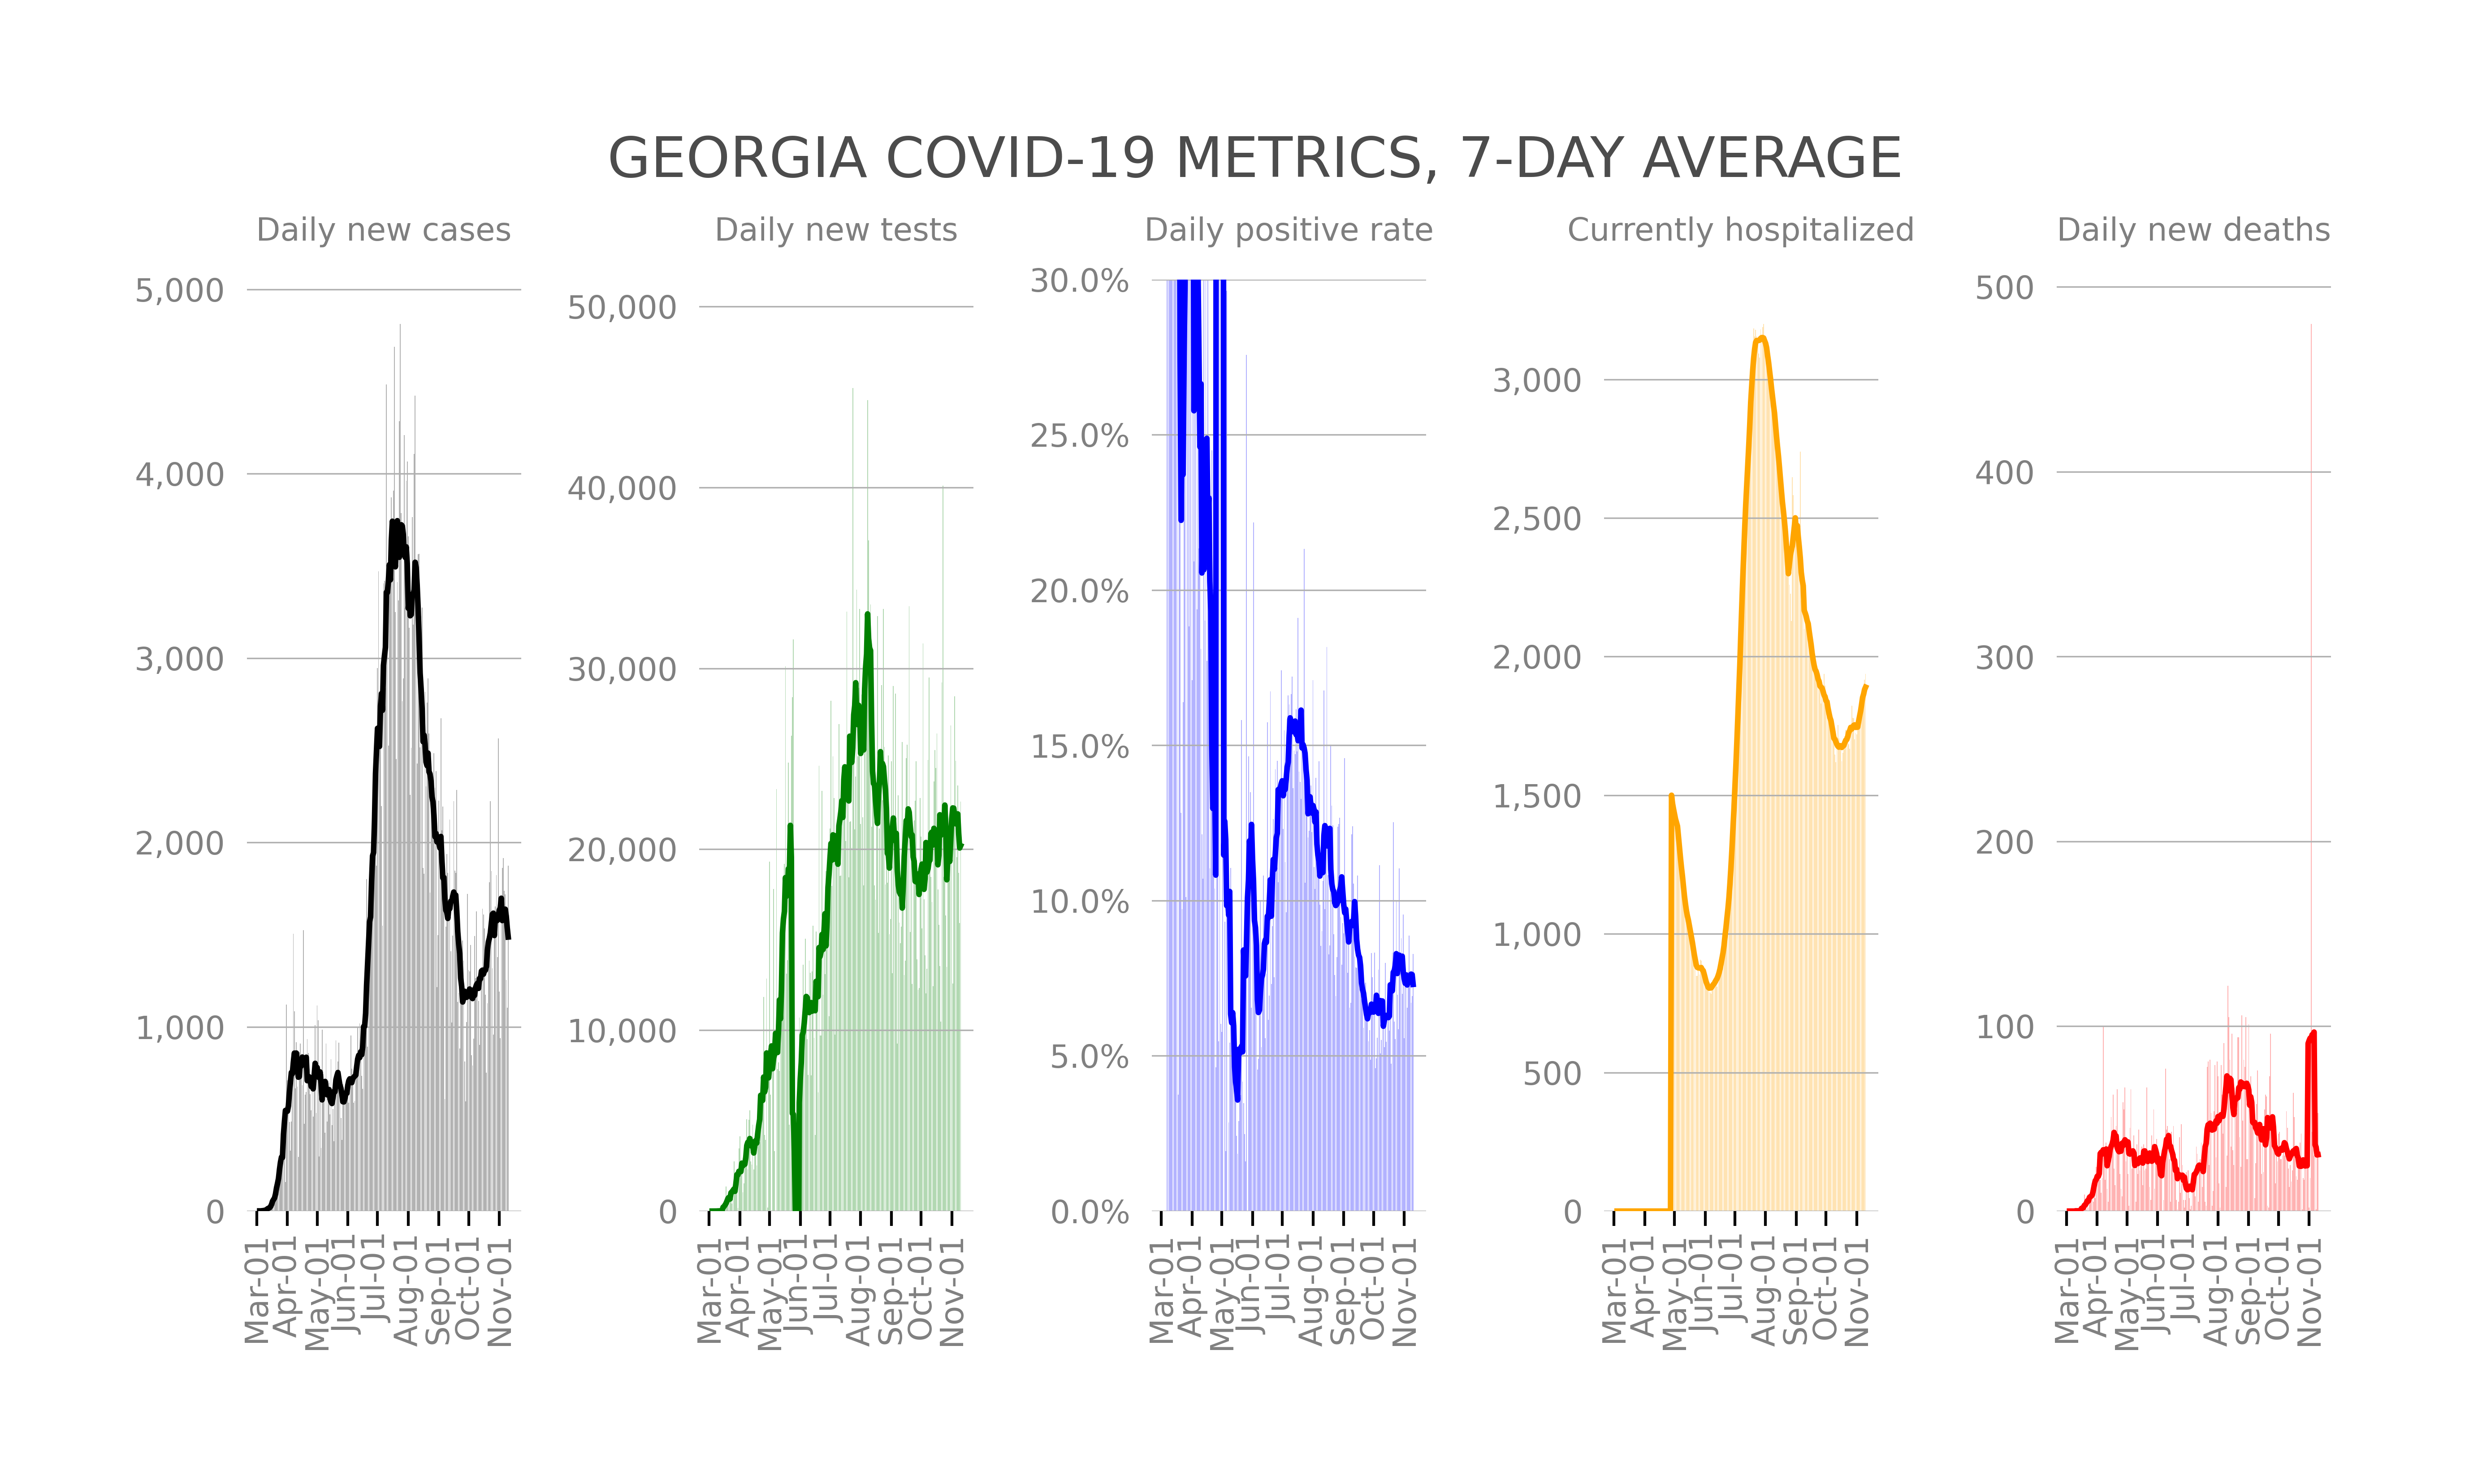 GEORGIA COVID-19 METRICS, 7-DAY AVERAGE
Daily new cases
5,000
4,000
3,000
2,000
1,000
0
Mar-01
Apr-01
May-01
Jun-01
Jul-01
Aug-01
Sep-01
Oct-01
Nov-01
Daily new tests
50,000
40,000
30,000
20,000
10,000
0
Mar-01
Apr-01
May-01
Jun-01
Jul-01
Aug-01
Sep-01
Oct-01
Nov-01
Daily positive rate
30.0%
25.0%
20.0%
15.0%
10.0%
5.0%
0.0%
Mar-01
Apr-01
May-01
Jun-01
Jul-01
Aug-01
Sep-01
Oct-01
Nov-01
Currently hospitalized
3,000
2,500
2,000
1,500
1,000
500
0
Mar-01
Apr-01
May-01
Jun-01
Jul-01
Aug-01
Sep-01
Oct-01
Nov-01
Daily new deaths
500
400
300
200
100
0
Mar-01
Apr-01
May-01
Jun-01
Jul-01
Aug-01
Sep-01
Oct-01
Nov-01